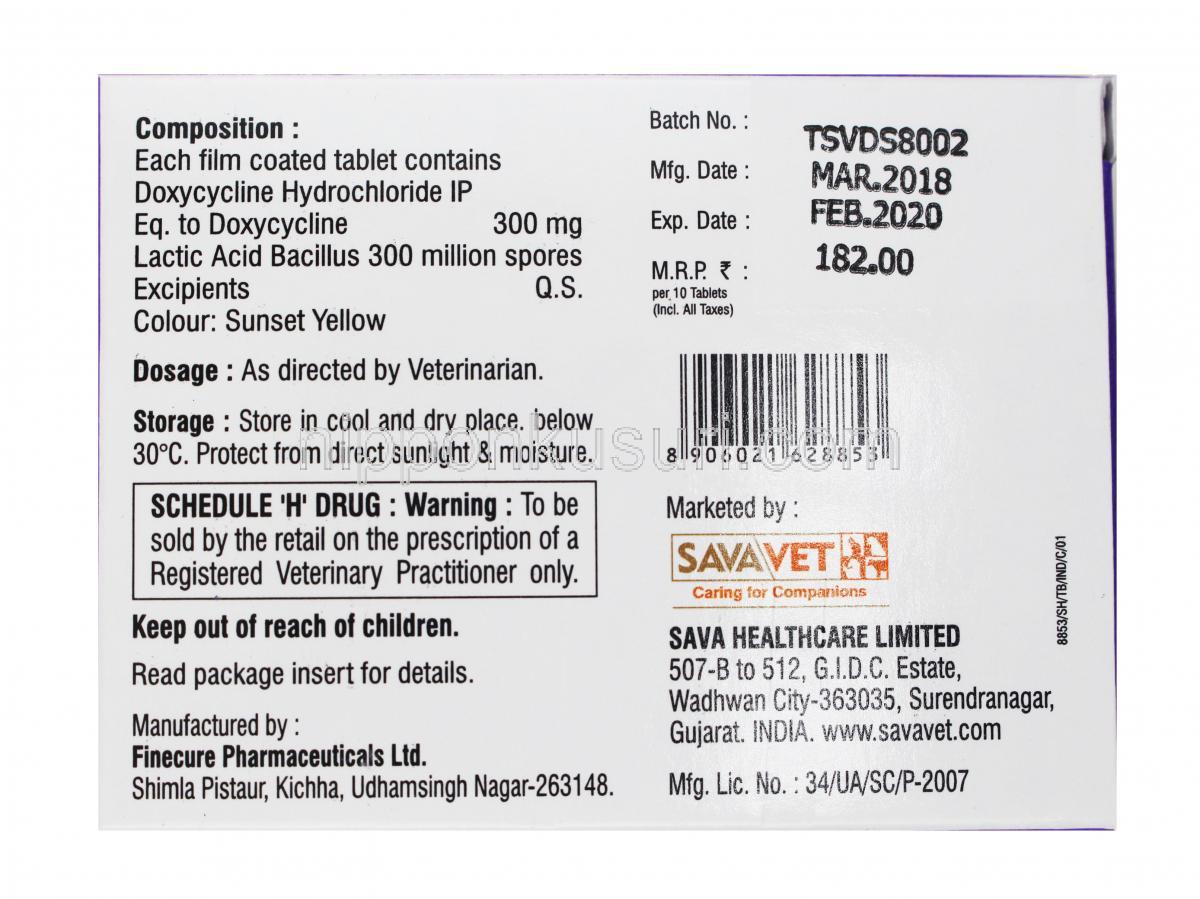 Composition :
Each film coated tablet contains
Doxycycline Hydrochloride IP
Eq. to Doxycycline 300 mg
Lactic Acid Bacillus 300 million spores
Excipients Q.S.
Colour: Sunset Yellow
Dosage : As directed by Veterinarian.
Storage : Store in cool and dry place. below
30°C. Protect from direct sunlight & moisture.
SCHEDULE 'H' DRUG : Warning : To be
sold by the retail on the prescription of a
Registered Veterinary Practitioner only.
Keep out of reach of children.
Read package insert for details.
Manufactured by :
Finecure Pharmaceuticals Ltd.
Shimla Pistaur, Kichha, Udhamsingh Nagar-263148.
Batch No. : TSVDS8002
Mfg. Date : MAR.2018
Exp. Date : FEB.2020
M.R.P. ₹ : 182.00
per 10 Tablets
(Incl. All Taxes)
8 906021 628853
nipponkusuri.com
Marketed by :
SAVAVET
Caring for Companions
SAVA HEALTHCARE LIMITED
507-B to 512, G.I.D.C. Estate,
Wadhwan City-363035, Surendranagar,
Gujarat. INDIA. www.savavet.com
Mfg. Lic. No. : 34/UA/SC/P-2007
8853/SH/TB/IND/C/01